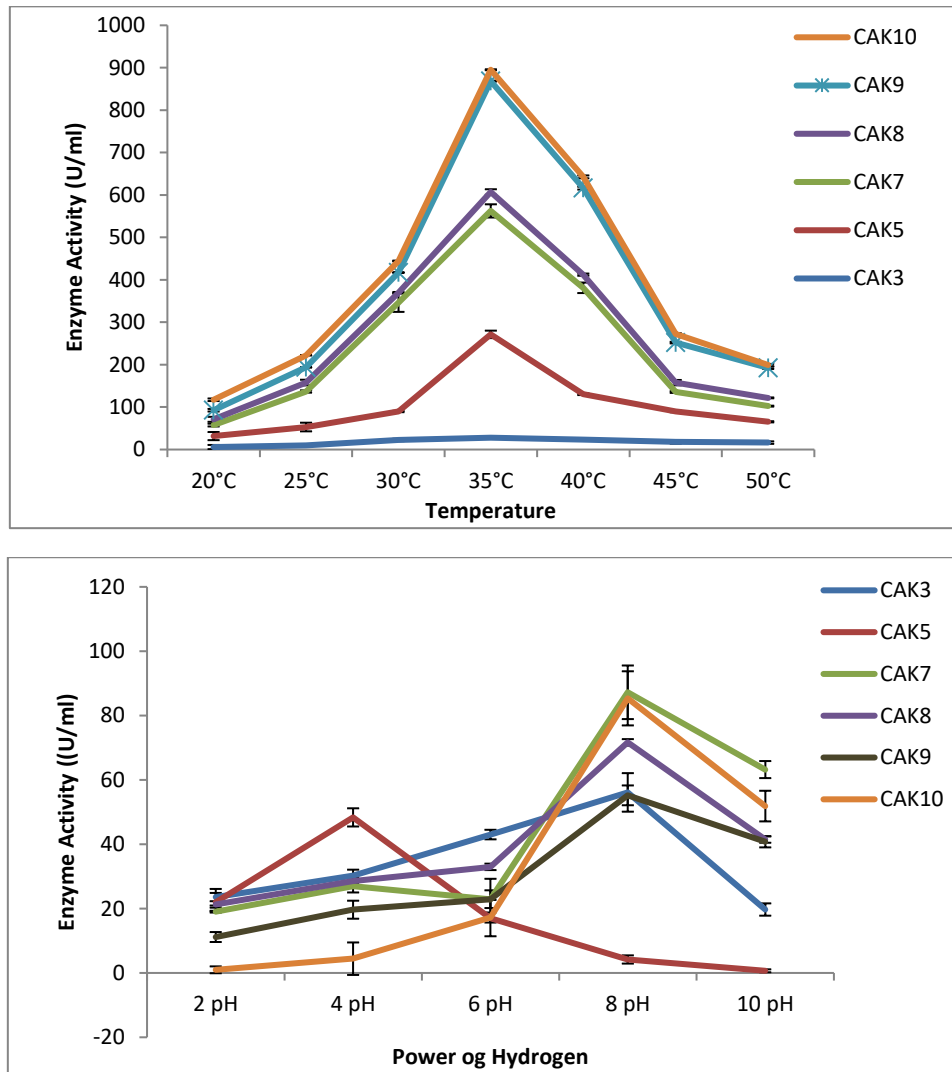 1000
900
800
700
600
500
400
300
200
100
0
Enzyme Activity (U/ml)
20°C 25°C 30°C 35°C 40°C 45°C 50°C
Temperature
CAK10
CAK9
CAK8
CAK7
CAK5
CAK3
120
100
80
60
40
20
0
-20
Enzyme Activity ((U/ml)
2 pH 4 pH 6 pH 8 pH 10 pH
Power og Hydrogen
CAK3
CAK5
CAK7
CAK8
CAK9
CAK10